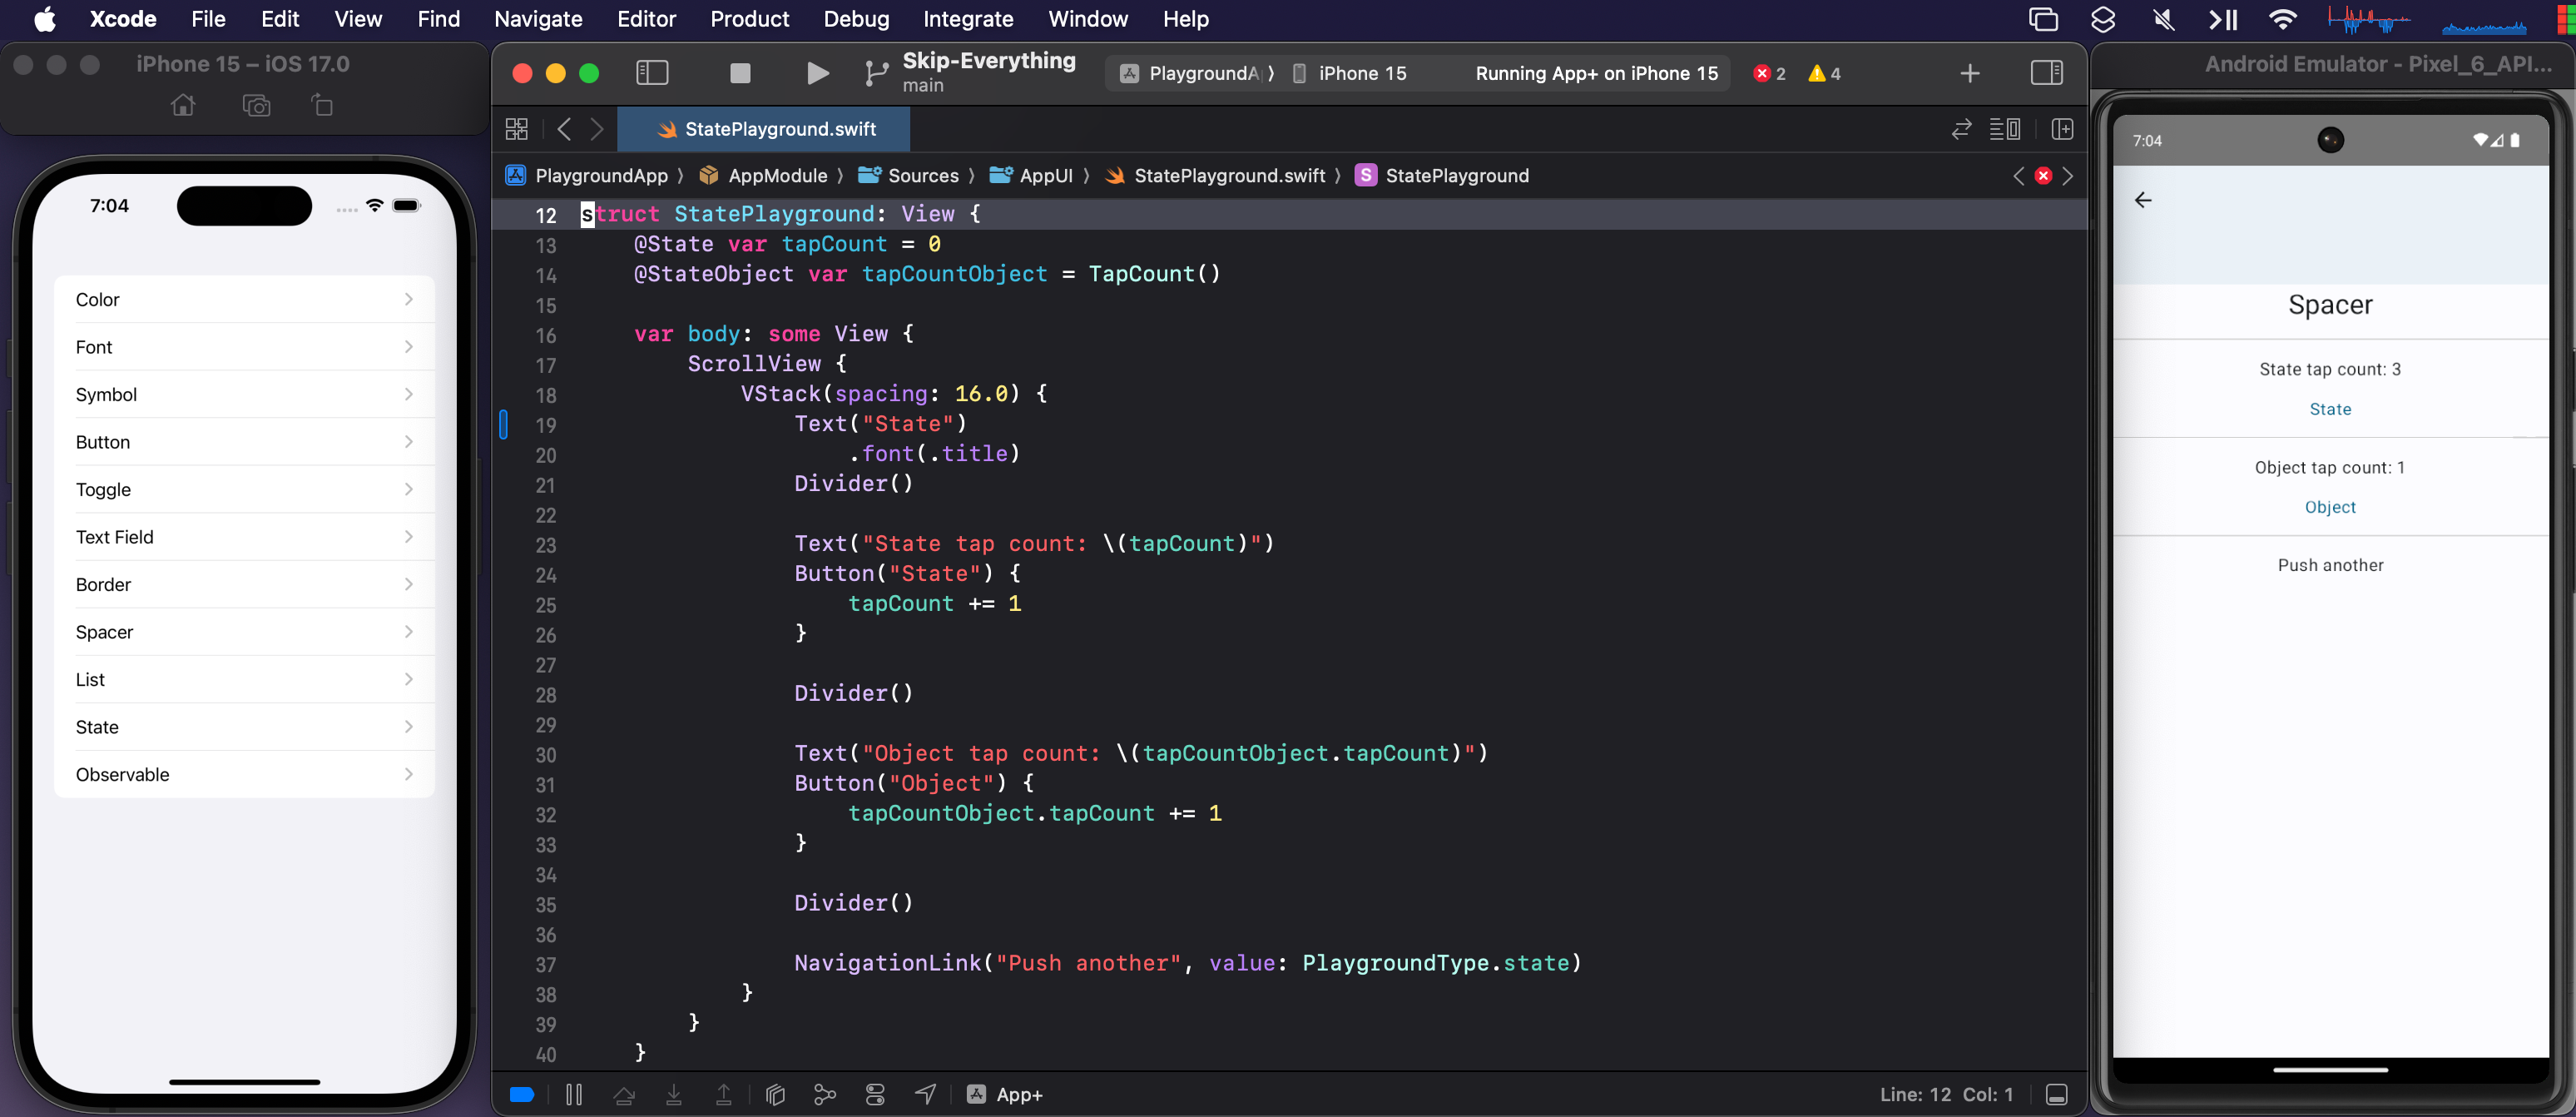 Xcode File Edit View Find Navigate Editor Product Debug Integrate Window Help
iPhone 15 – iOS 17.0
7:04
Color
Font
Symbol
Button
Toggle
Text Field
Border
Spacer
List
State
Observable
Skip-Everything
main
PlaygroundA iPhone 15 Running App+ on iPhone 15 2 4
StatePlayground.swift
PlaygroundApp AppModule Sources AppUI StatePlayground.swift S StatePlayground
12 struct StatePlayground: View {
13 @State var tapCount = 0
14 @StateObject var tapCountObject = TapCount()
15
16 var body: some View {
17 ScrollView {
18 VStack(spacing: 16.0) {
19 Text("State")
20 .font(.title)
21 Divider()
22
23 Text("State tap count: \(tapCount)")
24 Button("State") {
25 tapCount += 1
26 }
27
28 Divider()
29
30 Text("Object tap count: \(tapCountObject.tapCount)")
31 Button("Object") {
32 tapCountObject.tapCount += 1
33 }
34
35 Divider()
36
37 NavigationLink("Push another", value: PlaygroundType.state)
38 }
39 }
40 }
App+
Line: 12 Col: 1
Android Emulator - Pixel_6_API...
7:04
Spacer
State tap count: 3
State
Object tap count: 1
Object
Push another